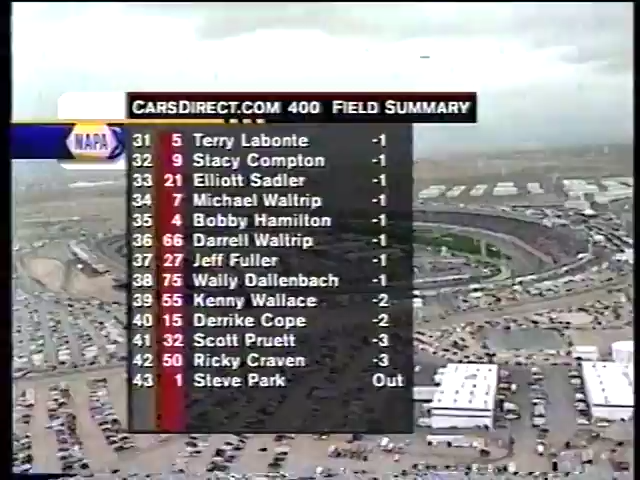 CARSDIRECT.COM 400 FIELD SUMMARY
NAPA
31 5 Terry Labonte -1
32 9 Stacy Compton -1
33 21 Elliott Sadler -1
34 7 Michael Waltrip -1
35 4 Bobby Hamilton -1
36 66 Darrell Waltrip -1
37 27 Jeff Fuller -1
38 75 Wally Dallenbach -1
39 55 Kenny Wallace -2
40 15 Derrike Cope -2
41 32 Scott Pruett -3
42 50 Ricky Craven -3
43 1 Steve Park Out